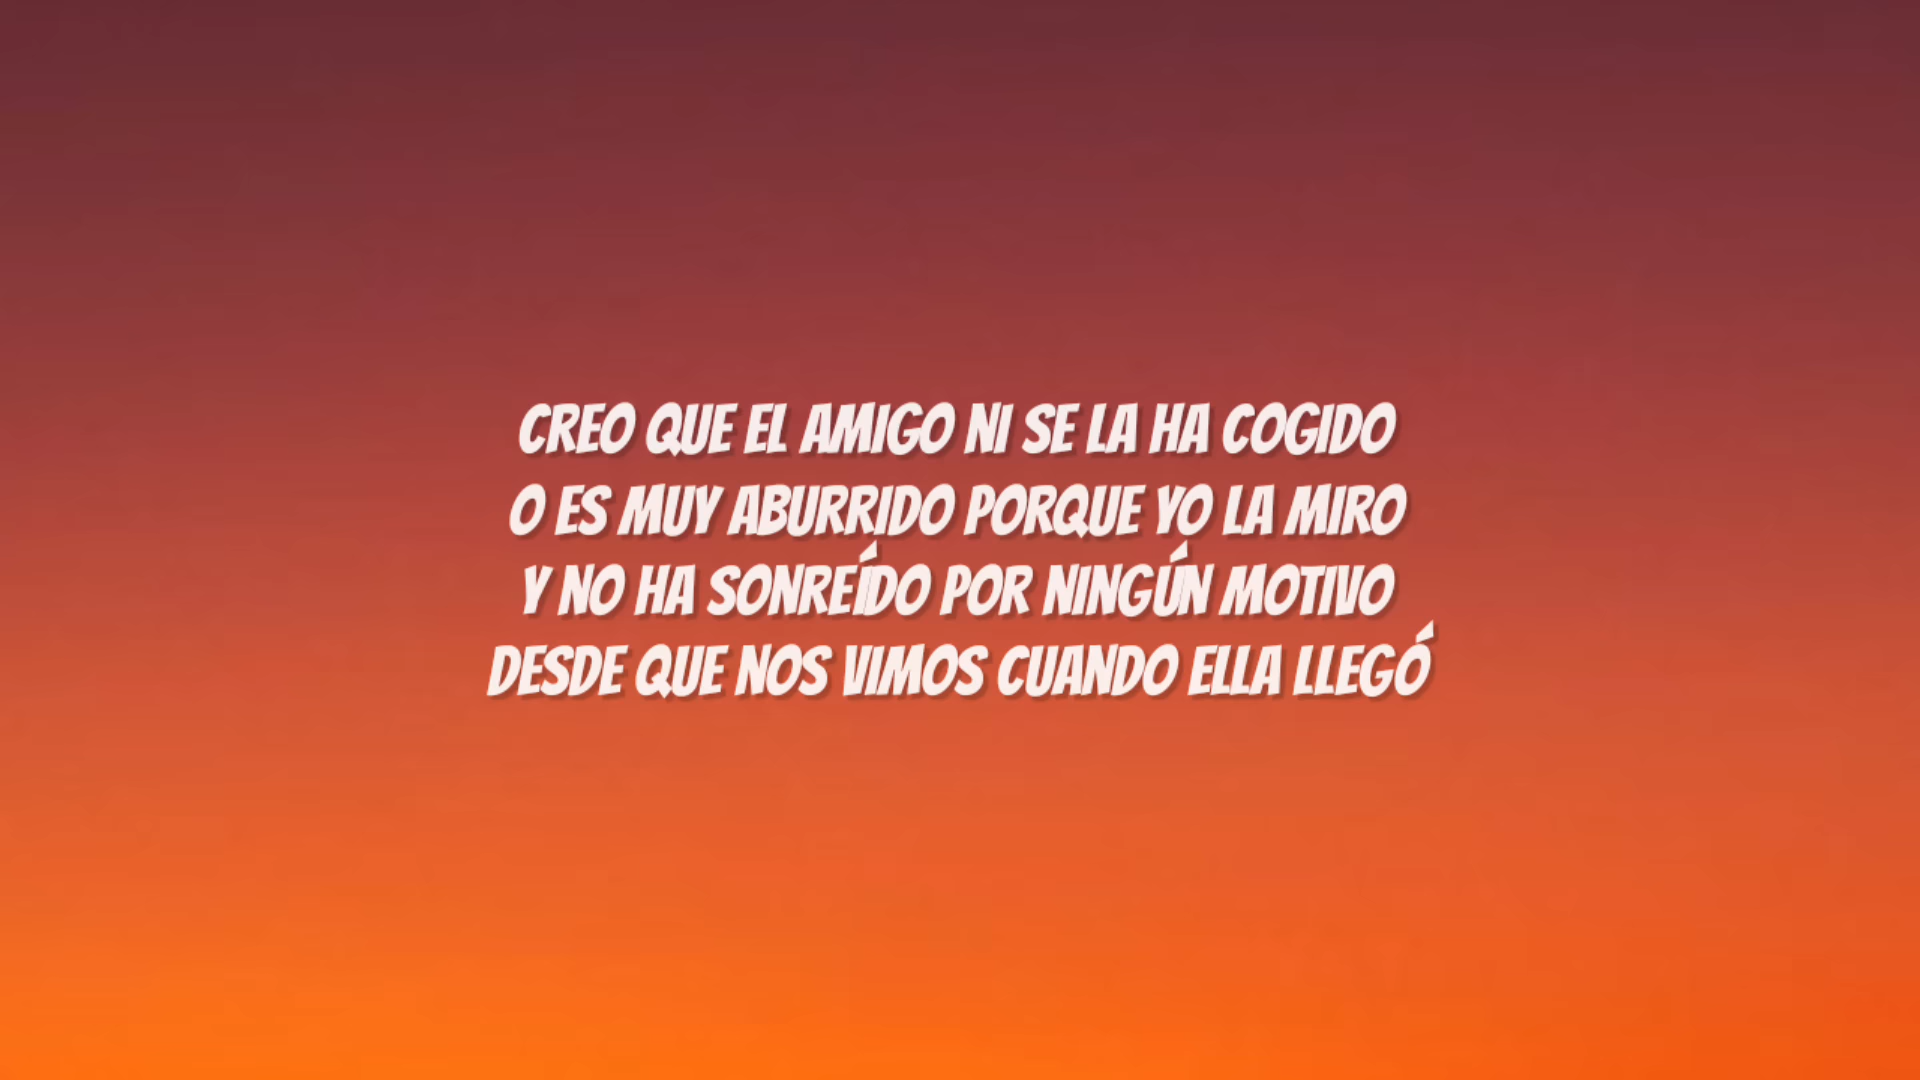 CREO QUE EL AMIGO NI SE LA HA COGIDO
O ES MUY ABURRIDO PORQUE YO LA MIRO
Y NO HA SONREÍDO POR NINGÚN MOTIVO
DESDE QUE NOS VIMOS CUANDO ELLA LLEGÓ